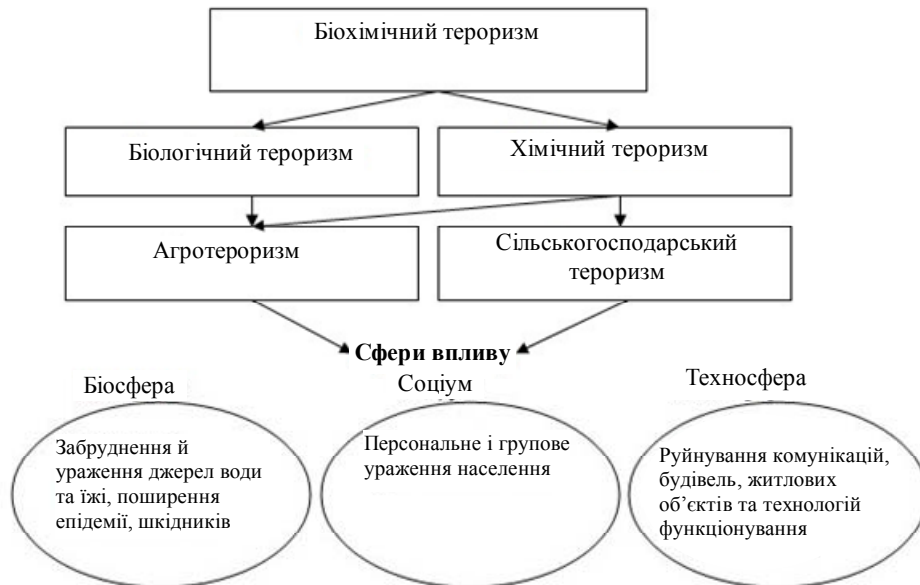 Біохімічний тероризм
Біологічний тероризм
Хімічний тероризм
Агротероризм
Сільськогосподарський
тероризм
Сфери впливу
Біосфера
Соціум
Техносфера
Забруднення й
ураження джерел води
та їжі, поширення
епідемії, шкідників
Персональне і групове
ураження населення
Руйнування комунікацій,
будівель, житлових
об’єктів та технологій
функціонування